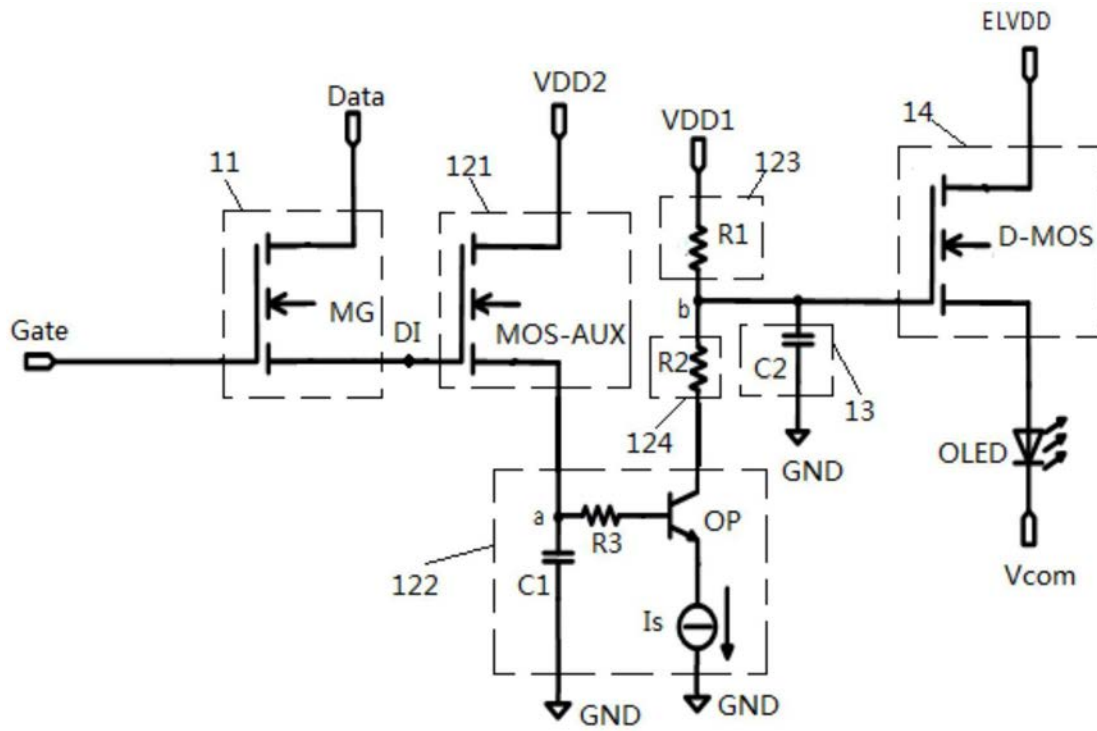 ELVDD
Data
VDD2
VDD1
14
11
121
123
R1
D-MOS
MG
MOS-AUX
b
Gate
DI
R2
C2
13
124
GND
OLED
a
OP
R3
122
C1
Is
Vcom
GND
GND